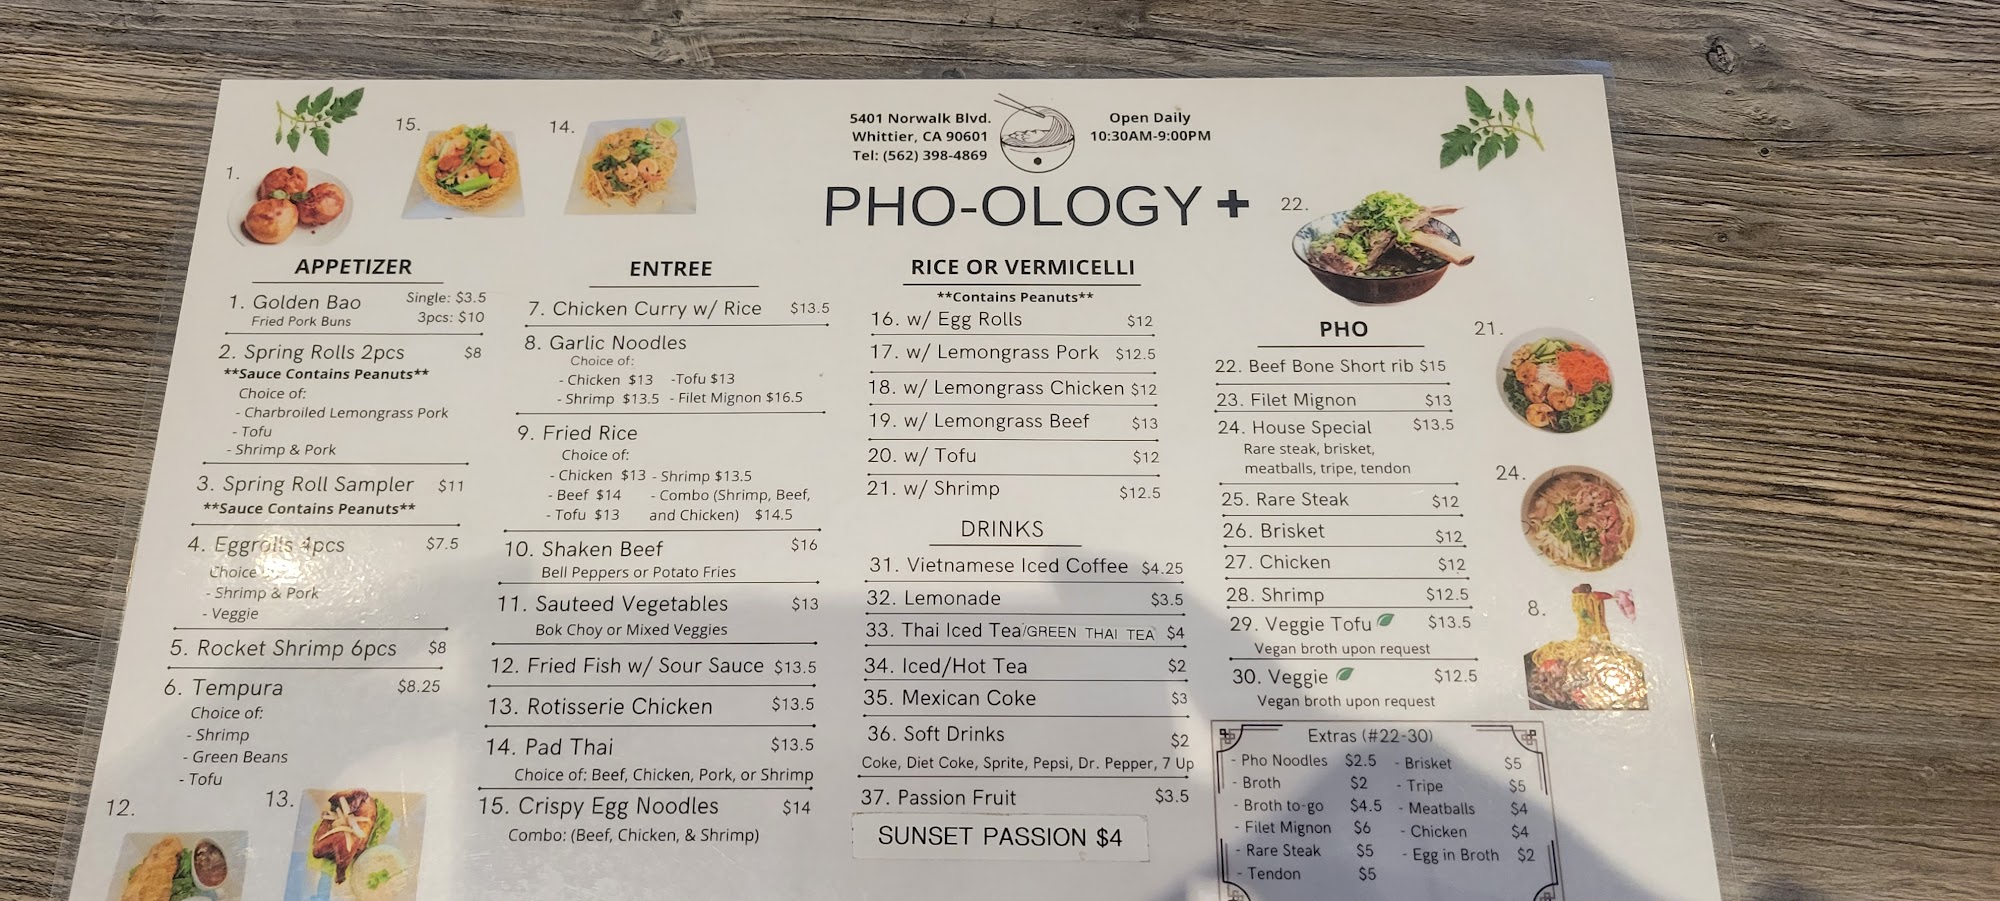 5401 Norwalk Blvd.
Whittier, CA 90601
Tel: (562) 398-4869
Open Daily
10:30AM-9:00PM
PHO-OLOGY +
1.
15.
14.
APPETIZER
1. Golden Bao Single: $3.5
Fried Pork Buns 3pcs: $10
2. Spring Rolls 2pcs $8
**Sauce Contains Peanuts**
Choice of:
- Charbroiled Lemongrass Pork
- Tofu
- Shrimp & Pork
3. Spring Roll Sampler $11
**Sauce Contains Peanuts**
4. Eggrolls 4pcs $7.5
Choice
- Shrimp & Pork
- Veggie
5. Rocket Shrimp 6pcs $8
6. Tempura $8.25
Choice of:
- Shrimp
- Green Beans
- Tofu
12.
13.
ENTREE
7. Chicken Curry w/ Rice $13.5
8. Garlic Noodles
Choice of:
- Chicken $13 -Tofu $13
- Shrimp $13.5 - Filet Mignon $16.5
9. Fried Rice
Choice of:
- Chicken $13 - Shrimp $13.5
- Beef $14 - Combo (Shrimp, Beef,
- Tofu $13 and Chicken) $14.5
10. Shaken Beef $16
Bell Peppers or Potato Fries
11. Sauteed Vegetables $13
Bok Choy or Mixed Veggies
12. Fried Fish w/ Sour Sauce $13.5
13. Rotisserie Chicken $13.5
14. Pad Thai $13.5
Choice of: Beef, Chicken, Pork, or Shrimp
15. Crispy Egg Noodles $14
Combo: (Beef, Chicken, & Shrimp)
RICE OR VERMICELLI
**Contains Peanuts**
16. w/ Egg Rolls $12
17. w/ Lemongrass Pork $12.5
18. w/ Lemongrass Chicken $12
19. w/ Lemongrass Beef $13
20. w/ Tofu $12
21. w/ Shrimp $12.5
DRINKS
31. Vietnamese Iced Coffee $4.25
32. Lemonade $3.5
33. Thai Iced Tea/GREEN THAI TEA $4
34. Iced/Hot Tea $2
35. Mexican Coke $3
36. Soft Drinks $2
Coke, Diet Coke, Sprite, Pepsi, Dr. Pepper, 7 Up
37. Passion Fruit $3.5
SUNSET PASSION $4
22.
PHO
22. Beef Bone Short rib $15
23. Filet Mignon $13
24. House Special $13.5
Rare steak, brisket,
meatballs, tripe, tendon
25. Rare Steak $12
26. Brisket $12
27. Chicken $12
28. Shrimp $12.5
29. Veggie Tofu $13.5
Vegan broth upon request
30. Veggie $12.5
Vegan broth upon request
21.
24.
8.
Extras (#22-30)
- Pho Noodles $2.5 - Brisket $5
- Broth $2 - Tripe $5
- Broth to-go $4.5 - Meatballs $4
- Filet Mignon $6 - Chicken $4
- Rare Steak $5 - Egg in Broth $2
- Tendon $5